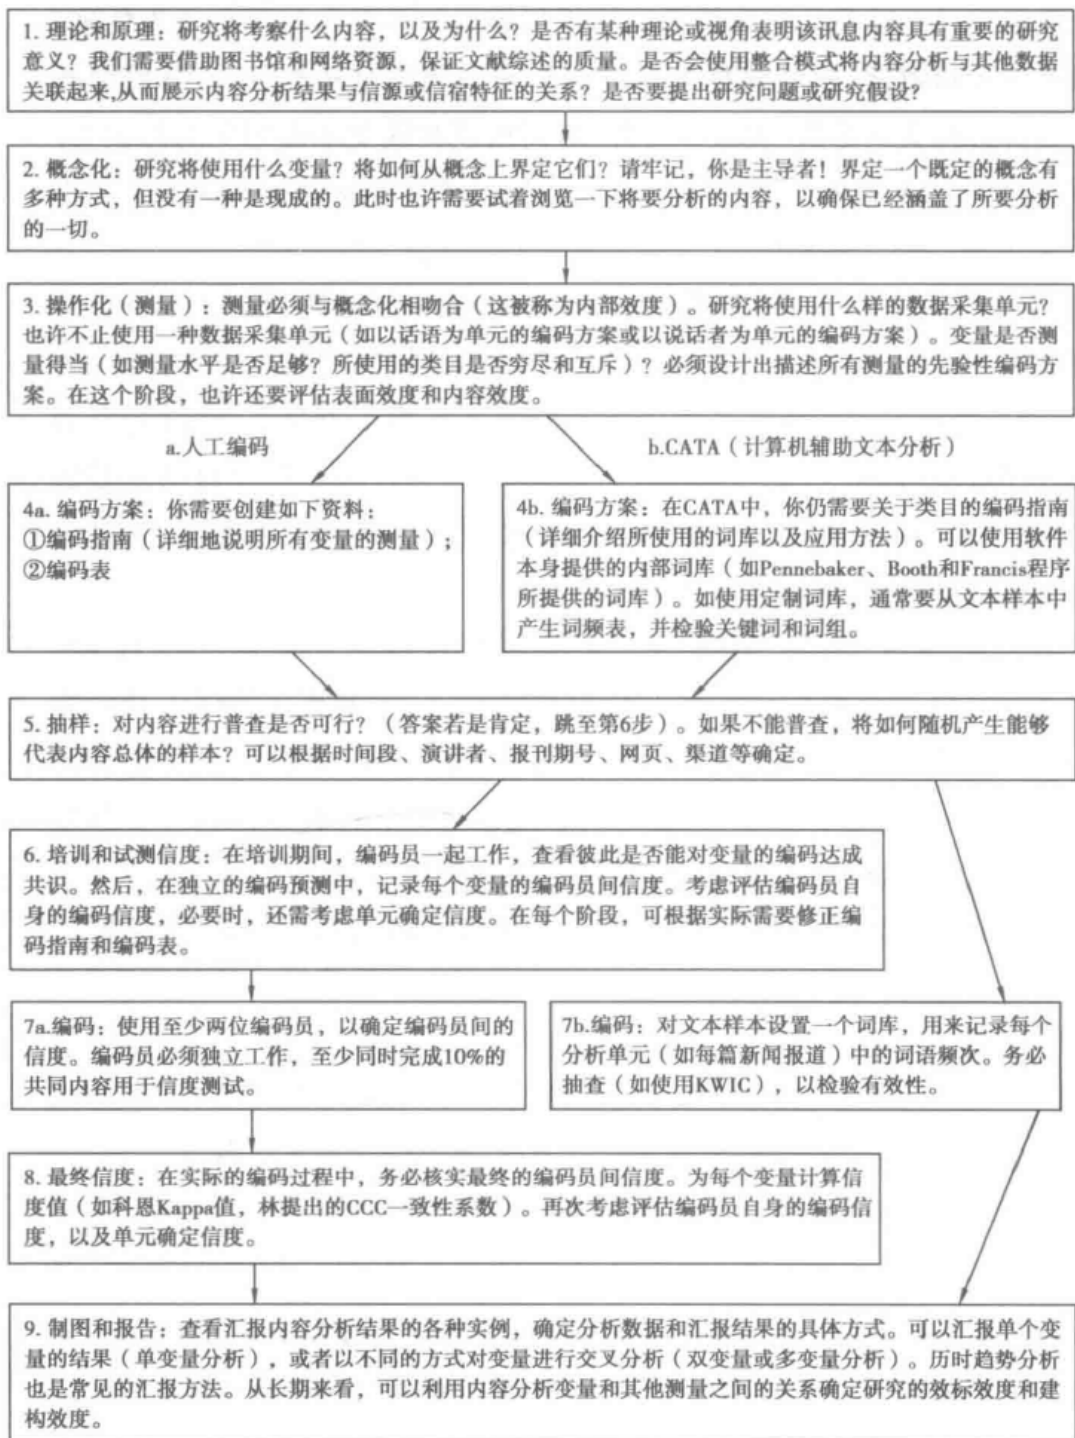 1. 理论和原理：研究将考察什么内容，以及为什么？是否有某种理论或视角表明该讯息内容具有重要的研究
意义？我们需要借助图书馆和网络资源，保证文献综述的质量。是否会使用整合模式将内容分析与其他数据
关联起来,从而展示内容分析结果与信源或信宿特征的关系？是否要提出研究问题或研究假设？
2. 概念化：研究将使用什么变量？将如何从概念上界定它们？请牢记，你是主导者！界定一个既定的概念有
多种方式，但没有一种是现成的。此时也许需要试着浏览一下将要分析的内容，以确保已经涵盖了所要分析
的一切。
3. 操作化（测量）：测量必须与概念化相吻合（这被称为内部效度）。研究将使用什么样的数据采集单元？
也许不止使用一种数据采集单元（如以话语为单元的编码方案或以说话者为单元的编码方案）。变量是否测
量得当（如测量水平是否足够？所使用的类目是否穷尽和互斥）？必须设计出描述所有测量的先验性编码方
案。在这个阶段，也许还要评估表面效度和内容效度。
a.人工编码
b.CATA（计算机辅助文本分析）
4a. 编码方案：你需要创建如下资料：
①编码指南（详细地说明所有变量的测量）；
②编码表
4b. 编码方案：在CATA中，你仍需要关于类目的编码指南
（详细介绍所使用的词库以及应用方法）。可以使用软件
本身提供的内部词库（如Pennebaker、Booth和Francis程序
所提供的词库）。如使用定制词库，通常要从文本样本中
产生词频表，并检验关键词和词组。
5. 抽样：对内容进行普查是否可行？（答案若是肯定，跳至第6步）。如果不能普查，将如何随机产生能够
代表内容总体的样本？可以根据时间段、演讲者、报刊期号、网页、渠道等确定。
6. 培训和试测信度：在培训期间，编码员一起工作，查看彼此是否能对变量的编码达成
共识。然后，在独立的编码预测中，记录每个变量的编码员间信度。考虑评估编码员自
身的编码信度，必要时，还需考虑单元确定信度。在每个阶段，可根据实际需要修正编
码指南和编码表。
7a.编码：使用至少两位编码员，以确定编码员间的
信度。编码员必须独立工作，至少同时完成10%的
共同内容用于信度测试。
7b.编码：对文本样本设置一个词库，用来记录每个
分析单元（如每篇新闻报道）中的词语频次。务必
抽查（如使用KWIC），以检验有效性。
8. 最终信度：在实际的编码过程中，务必核实最终的编码员间信度。为每个变量计算信
度值（如科恩Kappa值，林提出的CCC一致性系数）。再次考虑评估编码员自身的编码信
度，以及单元确定信度。
9. 制图和报告：查看汇报内容分析结果的各种实例，确定分析数据和汇报结果的具体方式。可以汇报单个变
量的结果（单变量分析），或者以不同的方式对变量进行交叉分析（双变量或多变量分析）。历时趋势分析
也是常见的汇报方法。从长期来看，可以利用内容分析变量和其他测量之间的关系确定研究的效标效度和建
构效度。